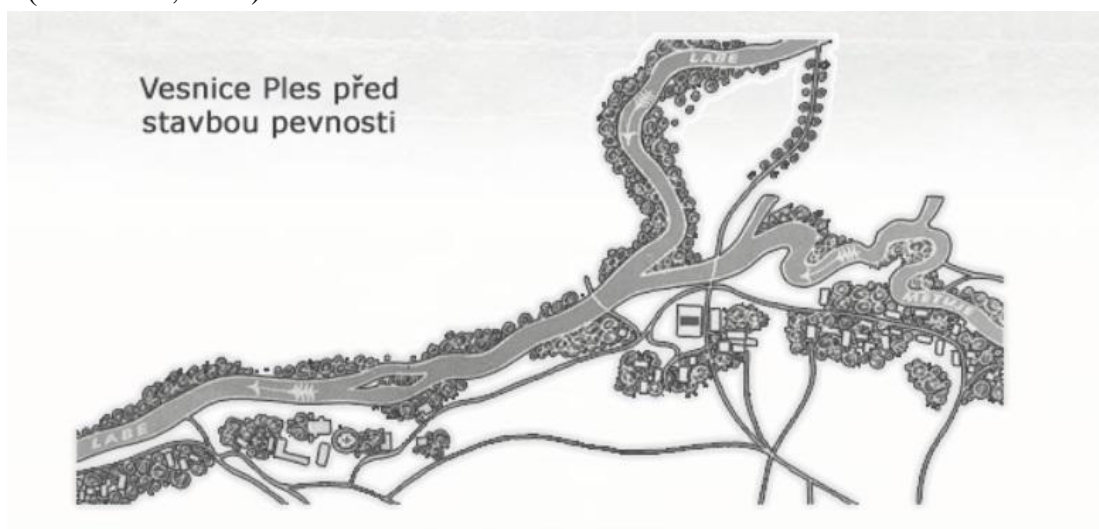 Vesnice Ples před
stavbou pevnosti
LABE
METUJE
LABE